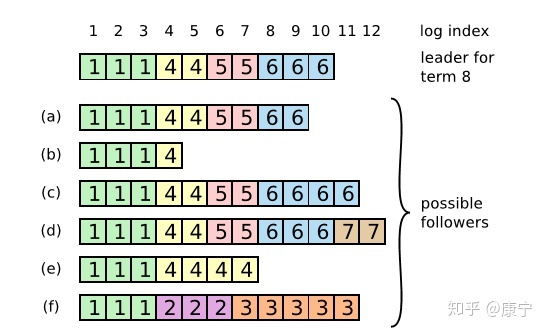 1 2 3 4 5 6 7 8 9 10 11 12 log index
1 1 1 4 4 5 5 6 6 6 leader for
term 8
(a) 1 1 1 4 4 5 5 6 6
(b) 1 1 1 4
(c) 1 1 1 4 4 5 5 6 6 6 6
(d) 1 1 1 4 4 5 5 6 6 6 7 7
possible
followers
(e) 1 1 1 4 4 4 4
(f) 1 1 1 2 2 2 3 3 3 3 3
知乎 @康宁